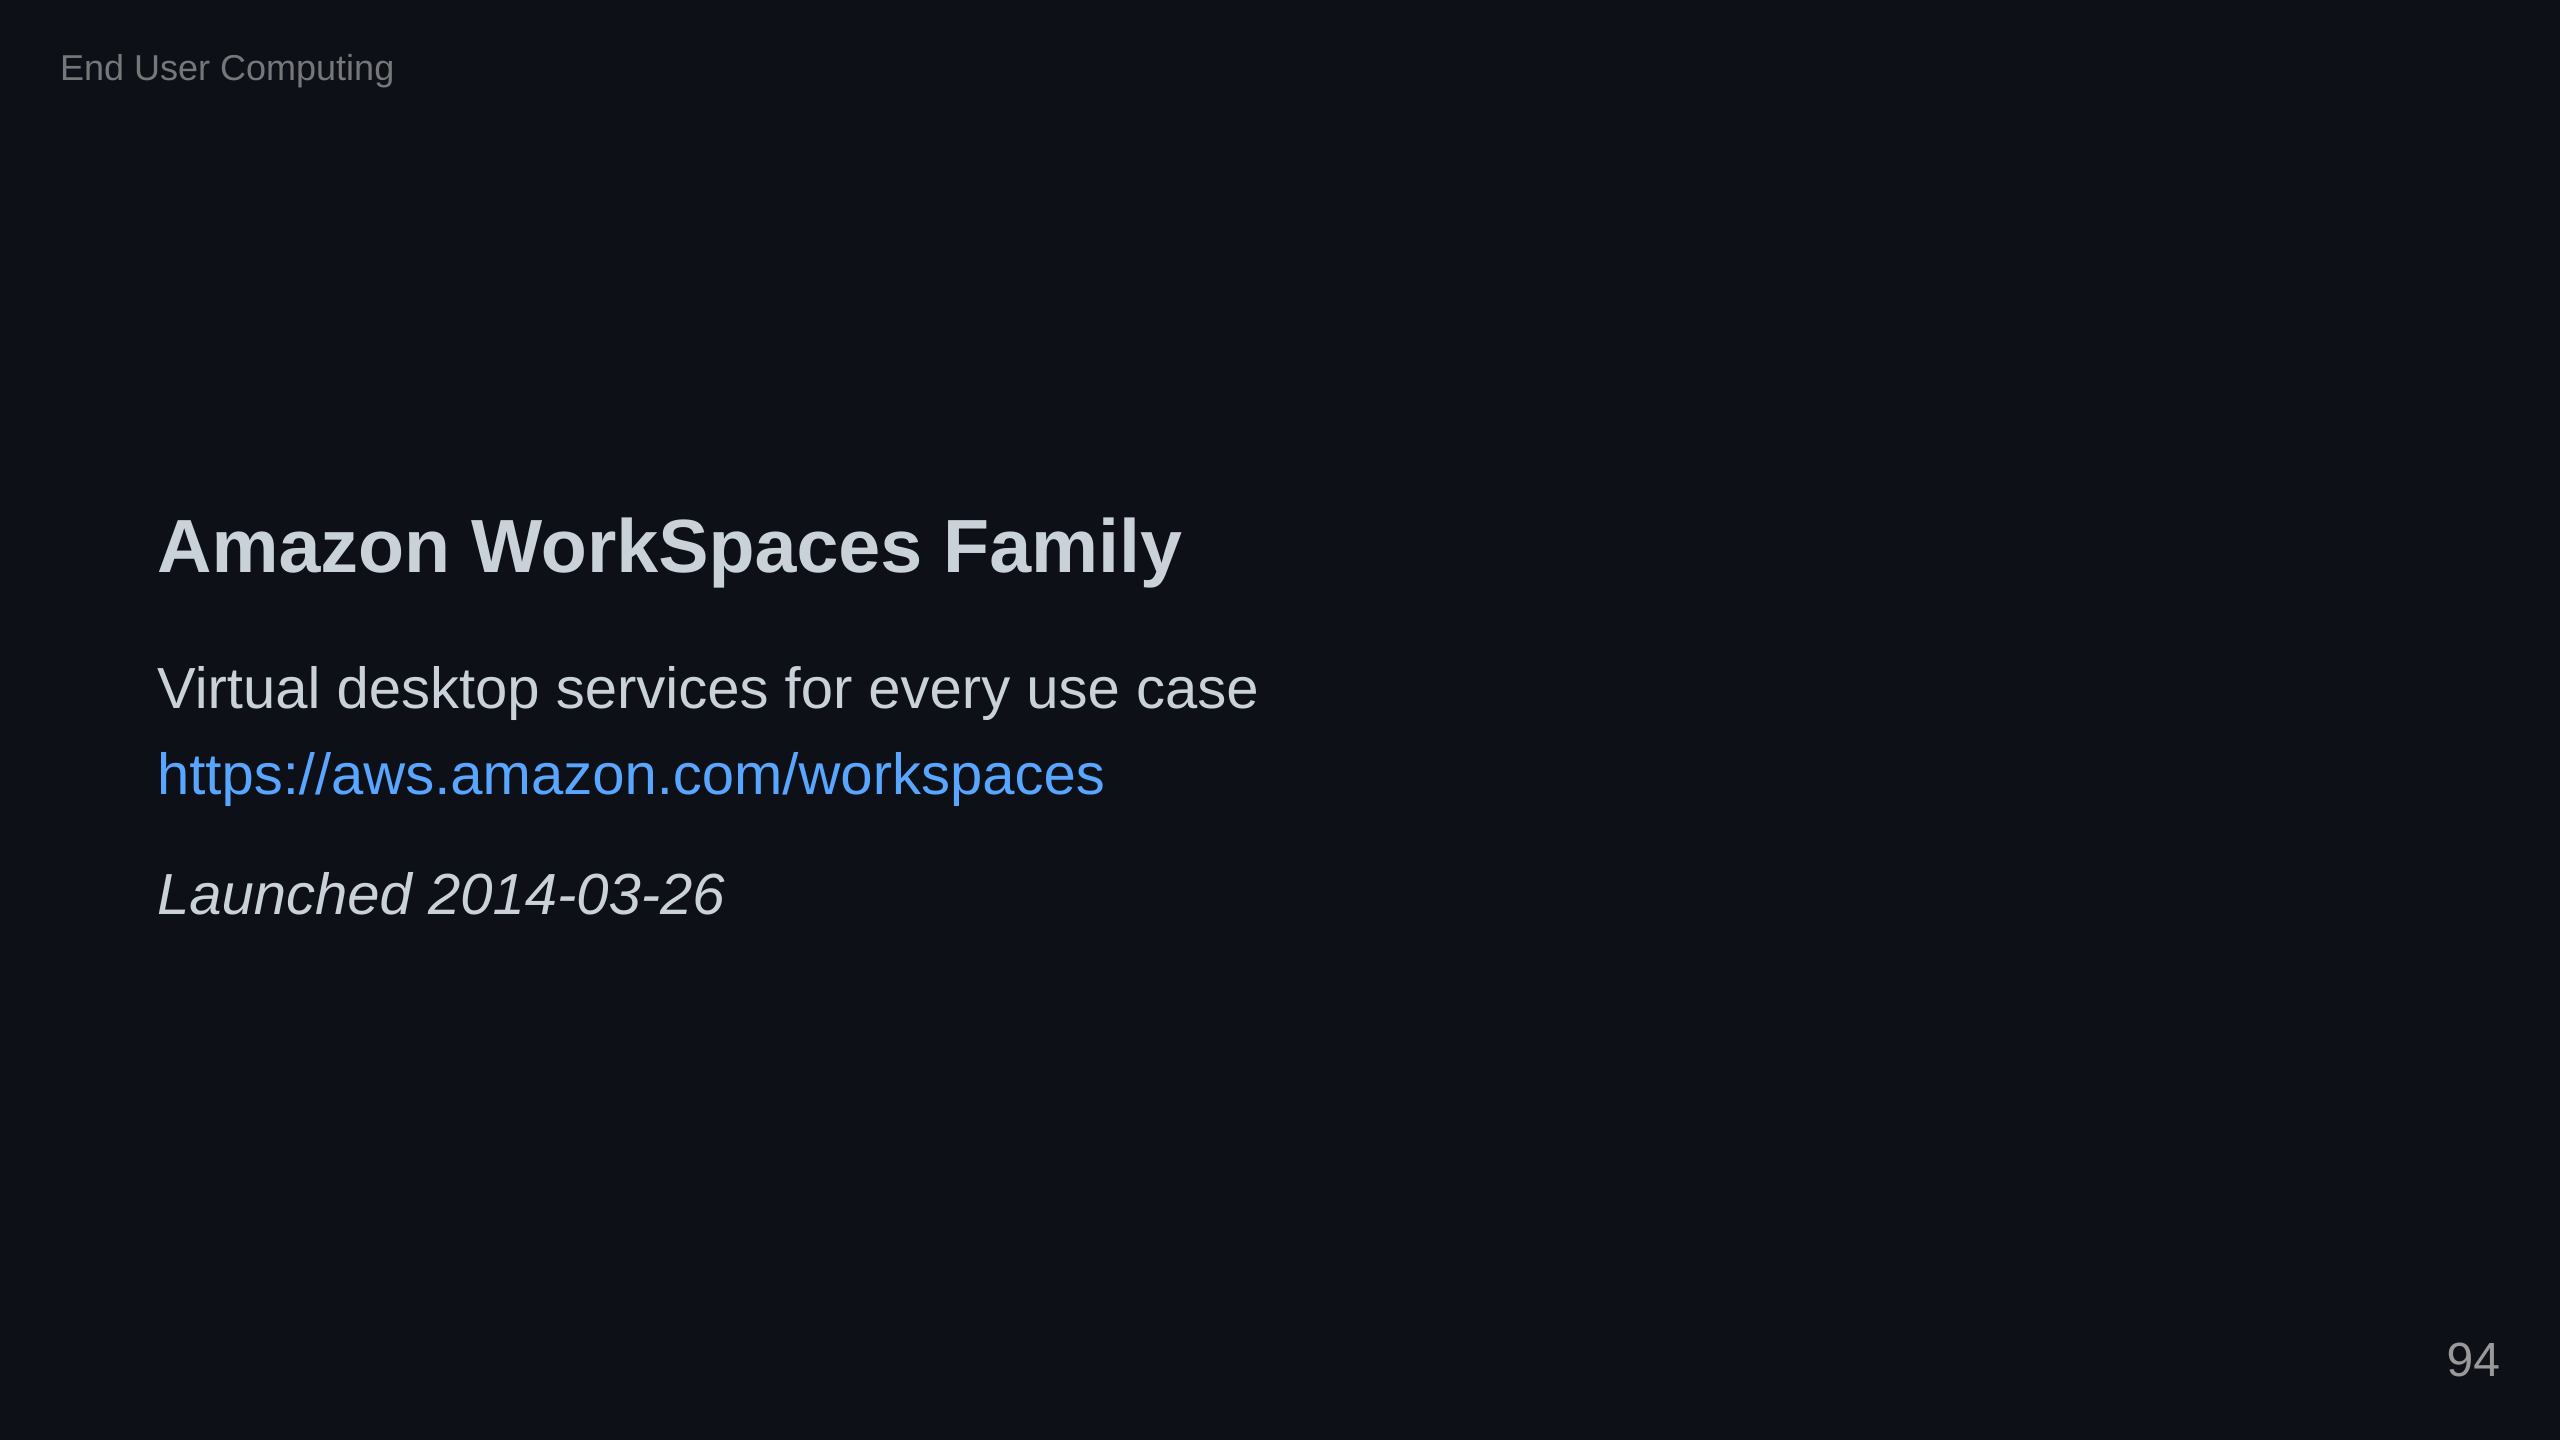 End User Computing
Amazon WorkSpaces Family
Virtual desktop services for every use case
https://aws.amazon.com/workspaces
Launched 2014-03-26
94